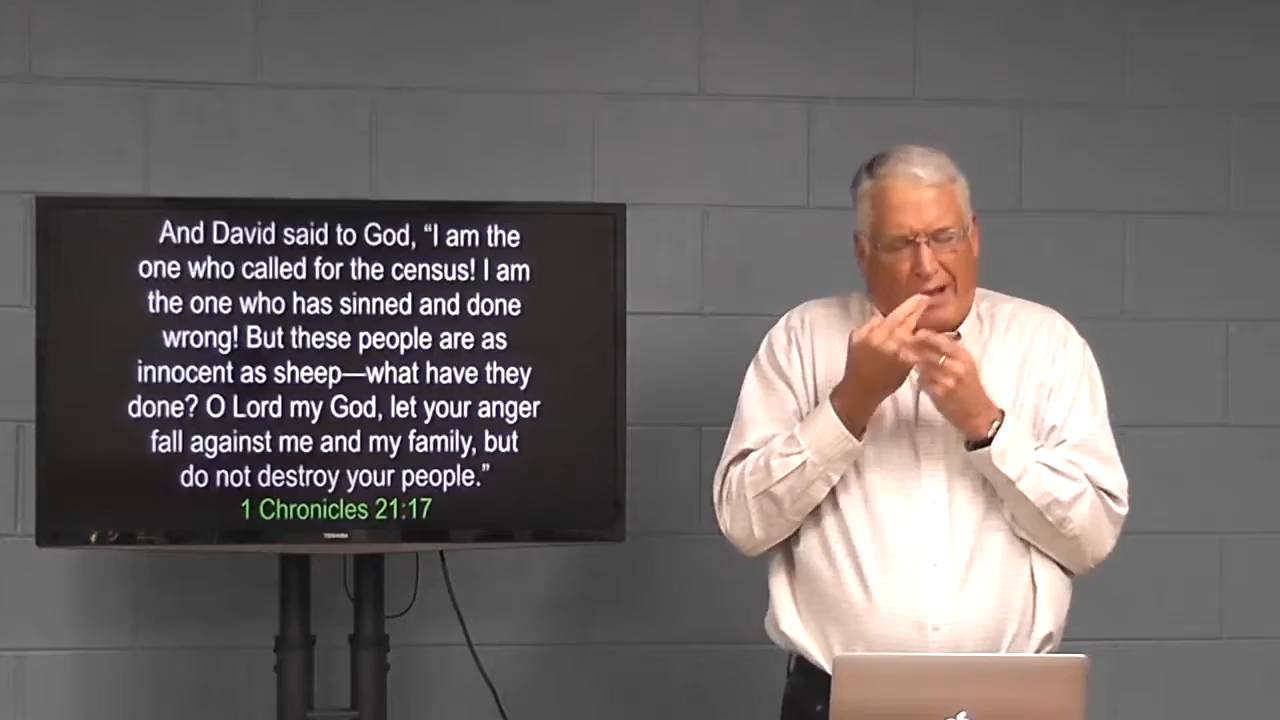 And David said to God, “I am the
one who called for the census! I am
the one who has sinned and done
wrong! But these people are as
innocent as sheep—what have they
done? O Lord my God, let your anger
fall against me and my family, but
do not destroy your people.”
1 Chronicles 21:17
TOSHIBA